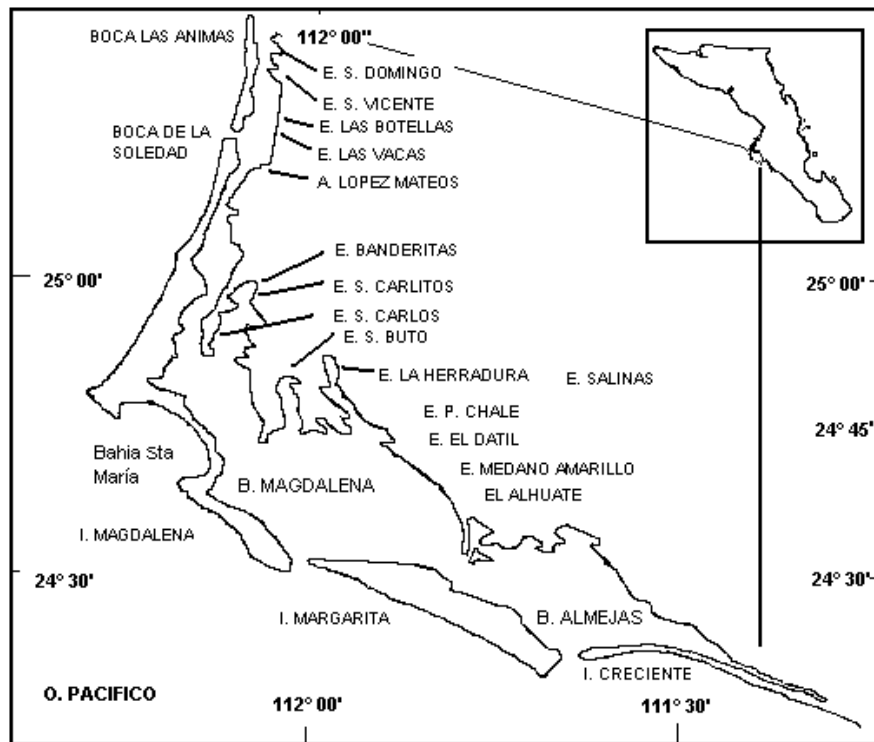 BOCA LAS ANIMAS
112° 00"
E. S. DOMINGO
E. S. VICENTE
BOCA DE LA
SOLEDAD
E. LAS BOTELLAS
E. LAS VACAS
A. LOPEZ MATEOS
E. BANDERITAS
25° 00'
25° 00'
E. S. CARLITOS
E. S. CARLOS
E. S. BUTO
E. LA HERRADURA
E. SALINAS
E. P. CHALE
24° 45'
E. EL DATIL
Bahia Sta
María
B. MAGDALENA
E. MEDANO AMARILLO
EL ALHUATE
I. MAGDALENA
24° 30'
24° 30'
I. MARGARITA
B. ALMEJAS
I. CRECIENTE
O. PACIFICO
112° 00'
111° 30'